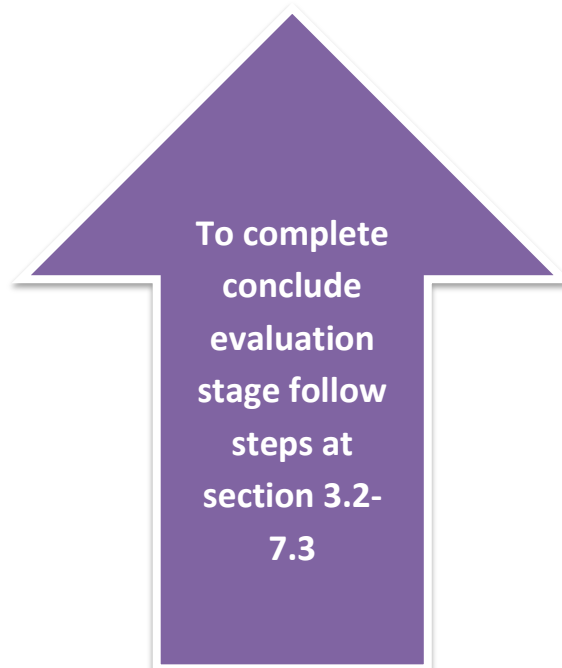 To complete
conclude
evaluation
stage follow
steps at
section 3.2-
7.3